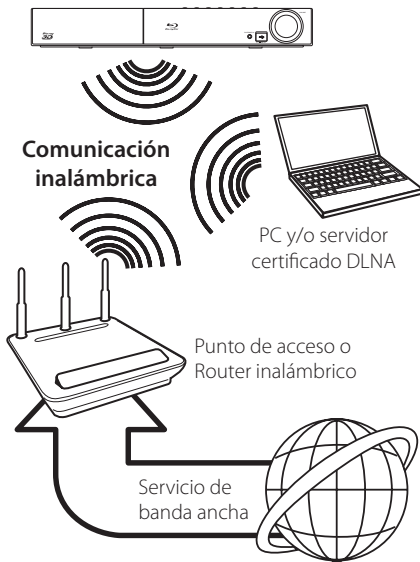 Comunicación
inalámbrica
PC y/o servidor
certificado DLNA
Punto de acceso o
Router inalámbrico
Servicio de
banda ancha